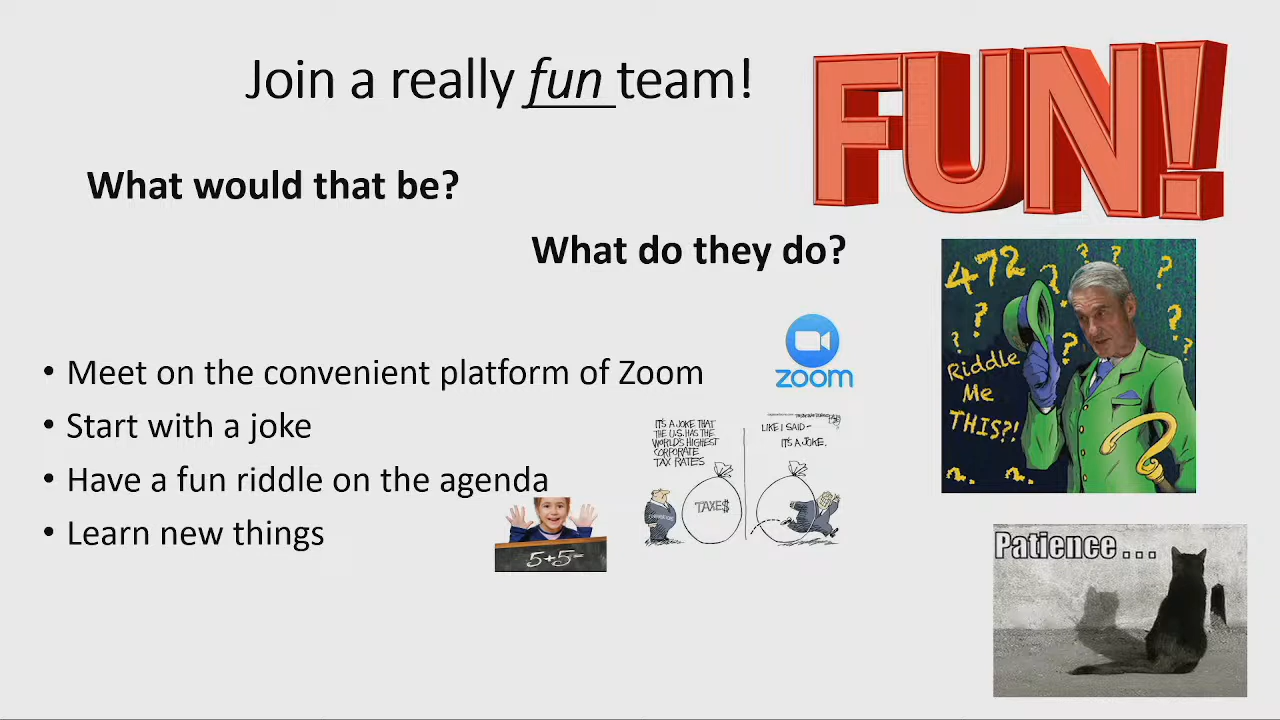 Join a really fun team!
FUN!
What would that be?
What do they do?
472
Riddle
Me
THIS?!
• Meet on the convenient platform of Zoom
zoom
• Start with a joke
• Have a fun riddle on the agenda
• Learn new things
5+5=
IT'S A JOKE THAT
THE U.S. HAS THE
WORLD'S HIGHEST
CORPORATE
TAX RATES
TAXE$
LIKE I SAID-
IT'S A JOKE.
Patience...